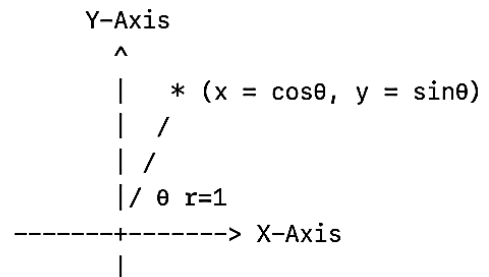 Y-Axis
^
|   * (x = cosθ, y = sinθ)
|  /
| /
|/ θ r=1
-------+-------> X-Axis
|